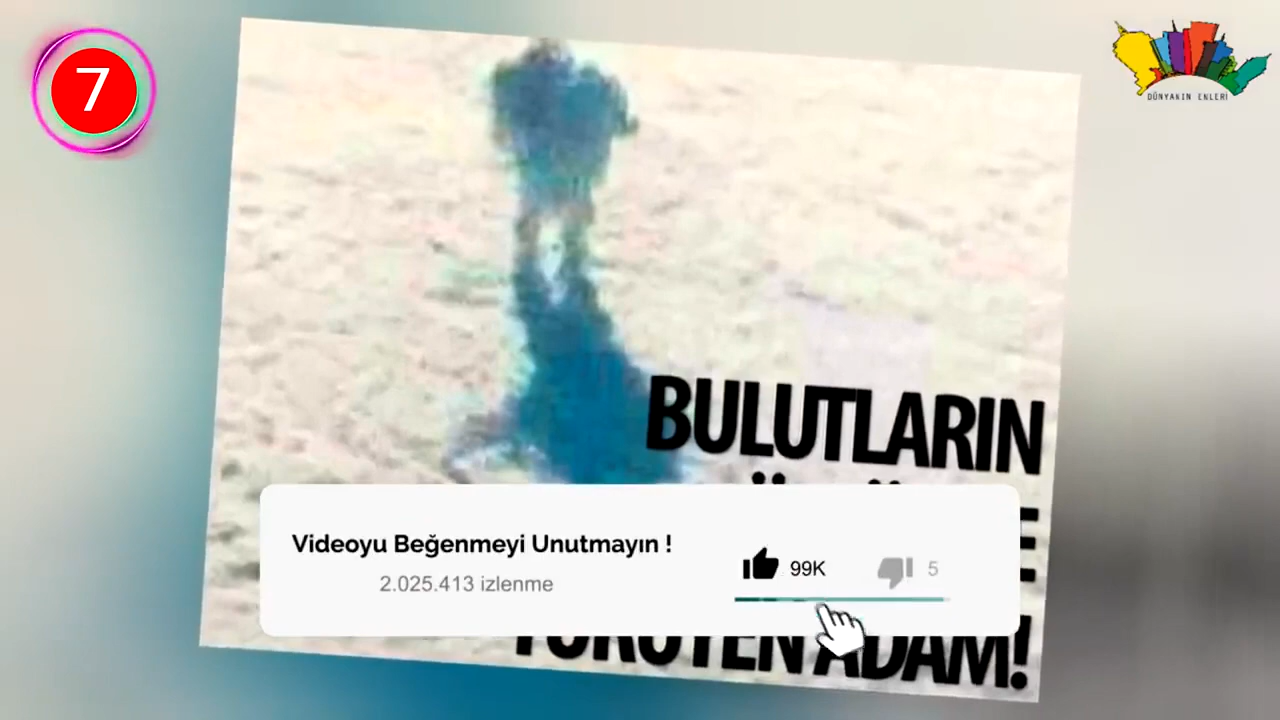 7
DÜNYANIN ENLERİ
BULUTLARIN
Videoyu Beğenmeyi Unutmayın !
2.025.413 izlenme
99K
5
ADAM!